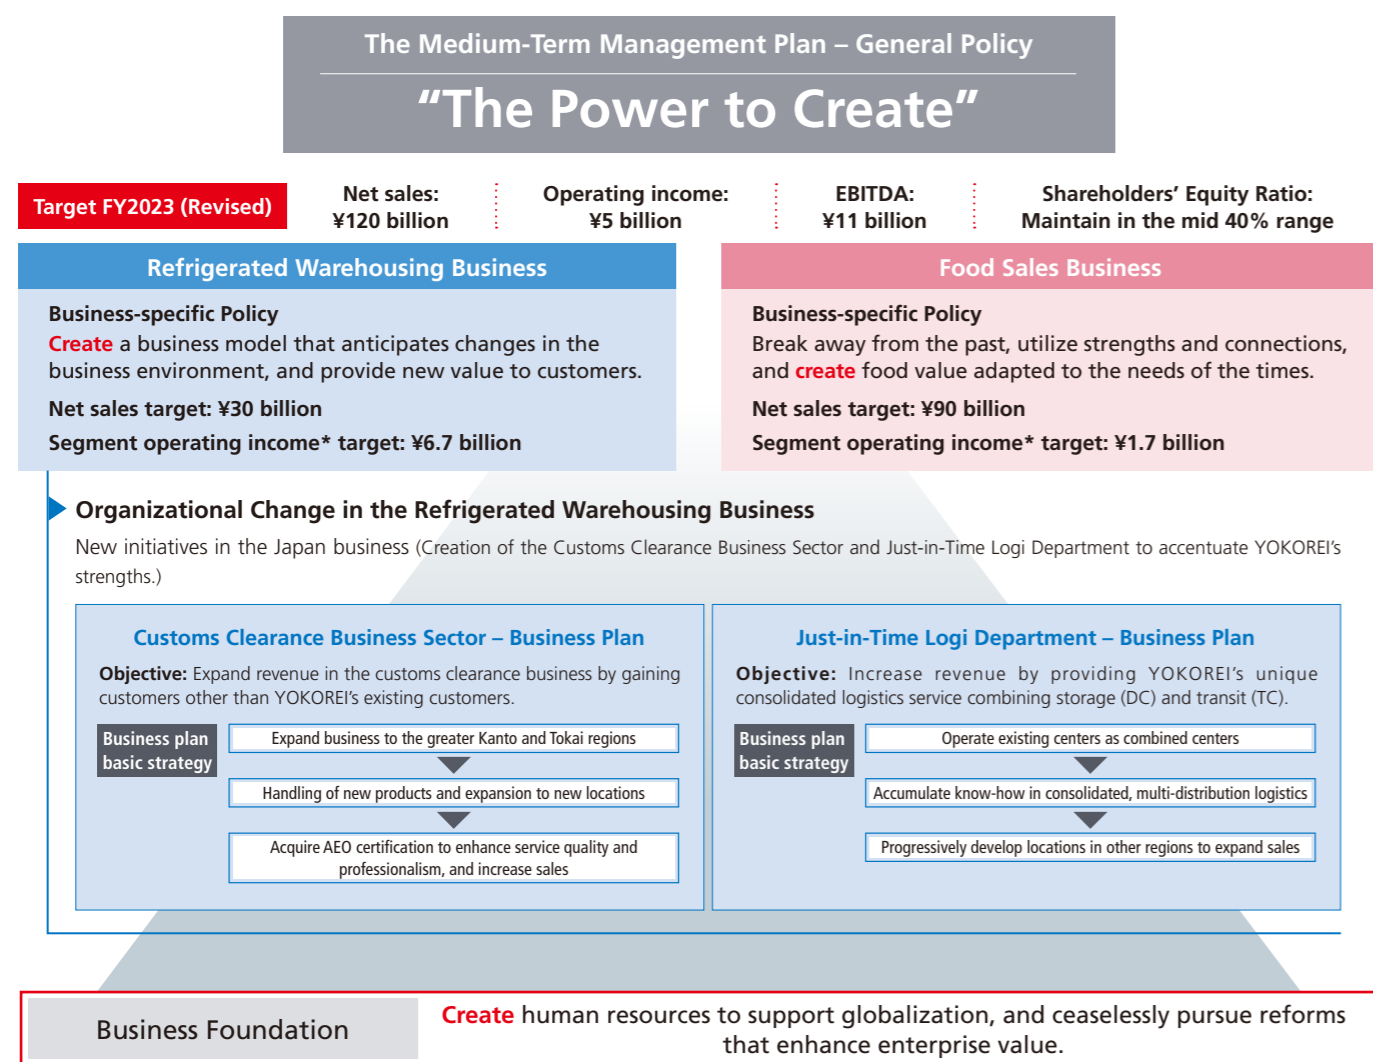 The Medium-Term Management Plan – General Policy
“The Power to Create”
Target FY2023 (Revised)
Net sales:
¥120 billion
Operating income:
¥5 billion
EBITDA:
¥11 billion
Shareholders’ Equity Ratio:
Maintain in the mid 40% range
Refrigerated Warehousing Business
Business-specific Policy
Create a business model that anticipates changes in the
business environment, and provide new value to customers.
Net sales target: ¥30 billion
Segment operating income* target: ¥6.7 billion
Food Sales Business
Business-specific Policy
Break away from the past, utilize strengths and connections,
and create food value adapted to the needs of the times.
Net sales target: ¥90 billion
Segment operating income* target: ¥1.7 billion
Organizational Change in the Refrigerated Warehousing Business
New initiatives in the Japan business (Creation of the Customs Clearance Business Sector and Just-in-Time Logi Department to accentuate YOKOREI’s
strengths.)
Customs Clearance Business Sector – Business Plan
Objective: Expand revenue in the customs clearance business by gaining
customers other than YOKOREI’s existing customers.
Business plan
basic strategy
Expand business to the greater Kanto and Tokai regions
Handling of new products and expansion to new locations
Acquire AEO certification to enhance service quality and
professionalism, and increase sales
Just-in-Time Logi Department – Business Plan
Objective: Increase revenue by providing YOKOREI’s unique
consolidated logistics service combining storage (DC) and transit (TC).
Business plan
basic strategy
Operate existing centers as combined centers
Accumulate know-how in consolidated, multi-distribution logistics
Progressively develop locations in other regions to expand sales
Business Foundation
Create human resources to support globalization, and ceaselessly pursue reforms
that enhance enterprise value.